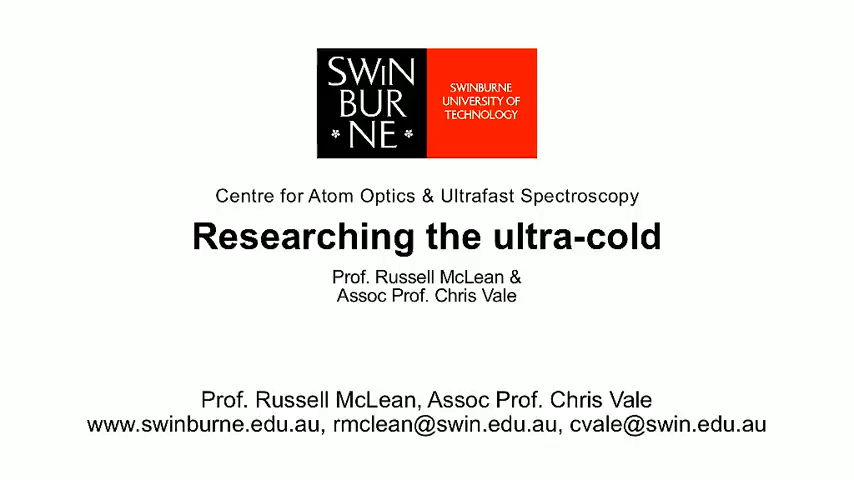 SWiN
BUR
NE
SWINBURNE
UNIVERSITY OF
TECHNOLOGY
Centre for Atom Optics & Ultrafast Spectroscopy
Researching the ultra-cold
Prof. Russell McLean &
Assoc Prof. Chris Vale
Prof. Russell McLean, Assoc Prof. Chris Vale
www.swinburne.edu.au, rmclean@swin.edu.au, cvale@swin.edu.au